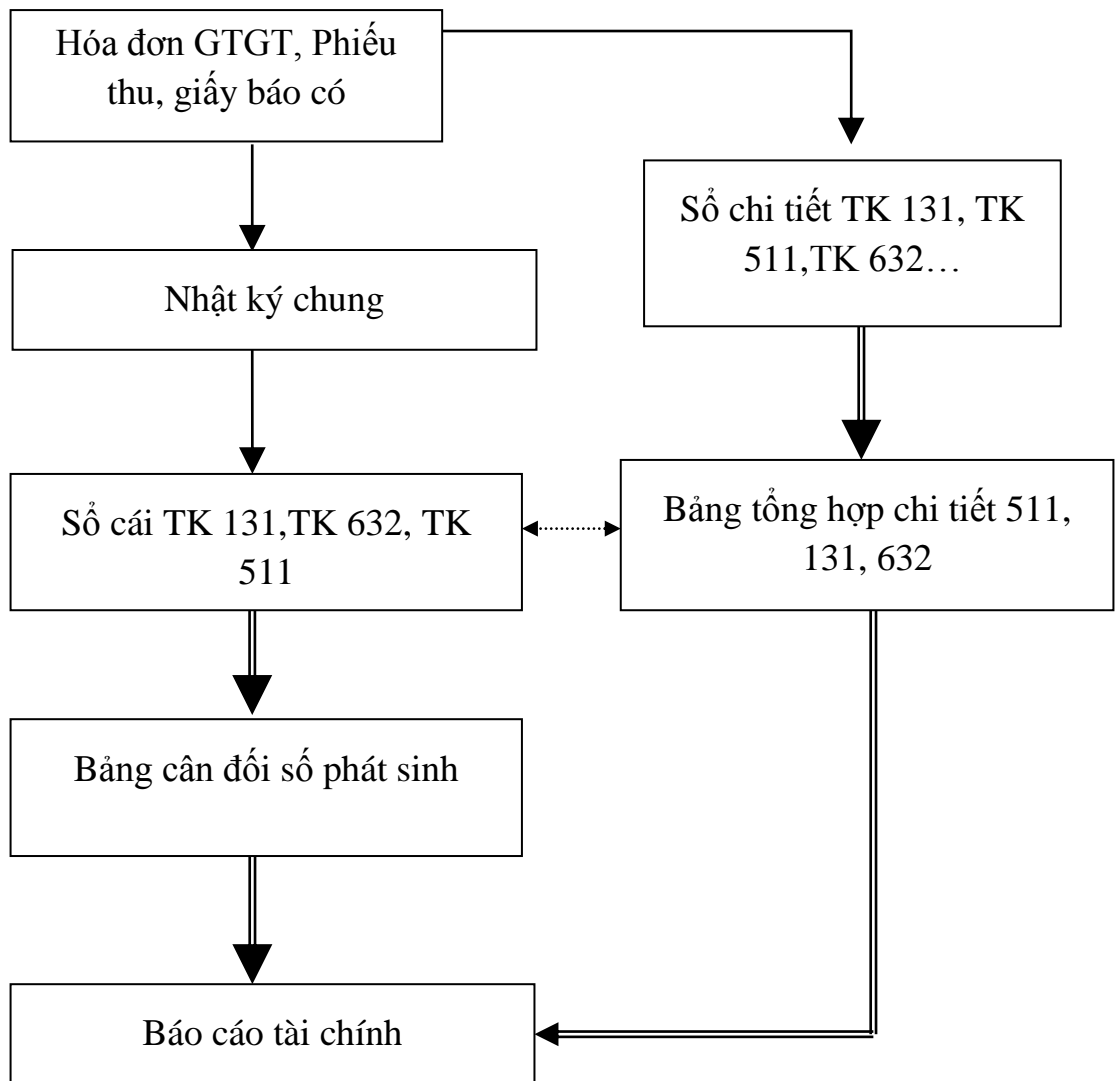 Hóa đơn GTGT, Phiếu
thu, giấy báo có
Sổ chi tiết TK 131, TK
511,TK 632…
Nhật ký chung
Sổ cái TK 131,TK 632, TK
511
Bảng tổng hợp chi tiết 511,
131, 632
Bảng cân đối số phát sinh
Báo cáo tài chính